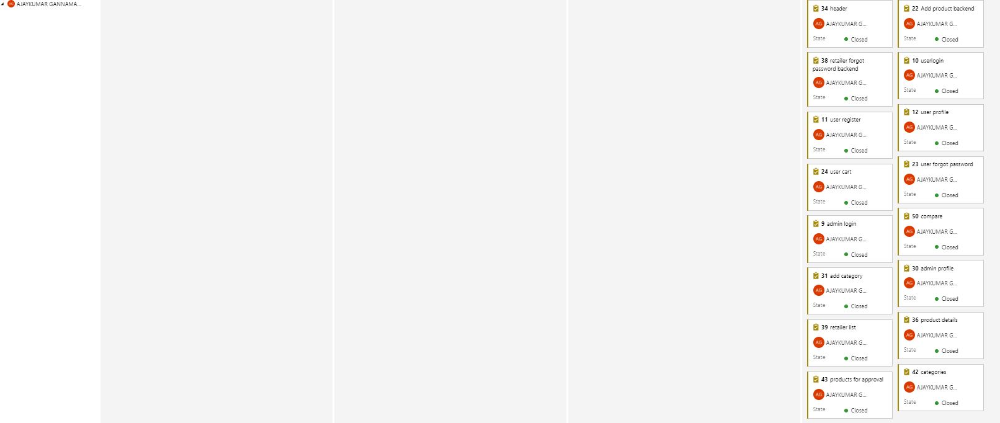 AG AJAYKUMAR GANNAMA...
34 header
AG AJAYKUMAR G...
State Closed
22 Add product backend
AG AJAYKUMAR G...
State Closed
38 retailer forgot
password backend
AG AJAYKUMAR G...
State Closed
10 userlogin
AG AJAYKUMAR G...
State Closed
11 user register
AG AJAYKUMAR G...
State Closed
12 user profile
AG AJAYKUMAR G...
State Closed
24 user cart
AG AJAYKUMAR G...
State Closed
23 user forgot password
AG AJAYKUMAR G...
State Closed
9 admin login
AG AJAYKUMAR G...
State Closed
50 compare
AG AJAYKUMAR G...
State Closed
31 add category
AG AJAYKUMAR G...
State Closed
30 admin profile
AG AJAYKUMAR G...
State Closed
39 retailer list
AG AJAYKUMAR G...
State Closed
36 product details
AG AJAYKUMAR G...
State Closed
43 products for approval
AG AJAYKUMAR G...
State Closed
42 categories
AG AJAYKUMAR G...
State Closed